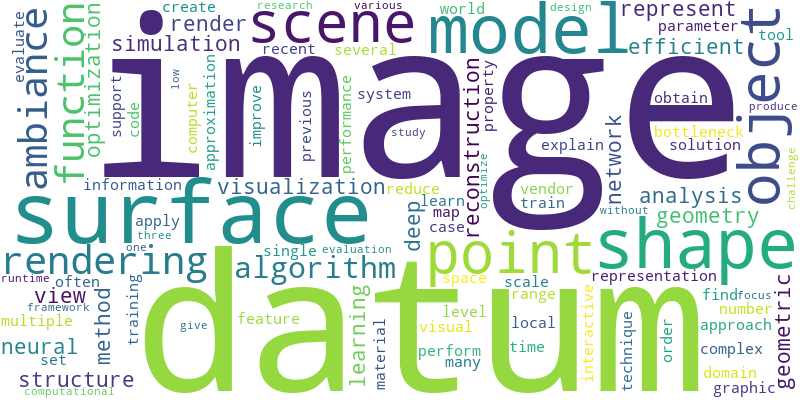 image
datum
surface
model
shape
point
scene
object
function
rendering
ambiance
algorithm
simulation
optimization
visualization
reconstruction
geometry
analysis
structure
neural
network
view
method
learning
deep
efficient
represent
render
create
research
various
world
design
parameter
tool
evaluate
recent
several
support
code
low
computer
approximation
improve
previous
performance
system
study
property
explain
obtain
bottleneck
solution
produce
challenge
information
apply
three
one
reduce
learn
map
case
optimize
vendor
train
without
single
evaluation
runtime
often
framework
multiple
set
computational
training
give
feature
material
space
level
visual
perform
many
scale
range
local
time
interactive
technique
order
representation
find
focus
number
approach
complex
domain
graphic
geometric